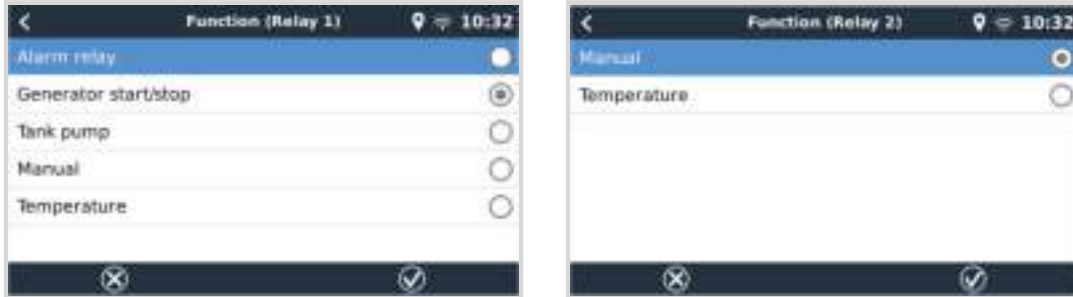 Function (Relay 1) 10:32
Alarm relay
Generator start/stop
Tank pump
Manual
Temperature
Function (Relay 2) 10:32
Manual
Temperature